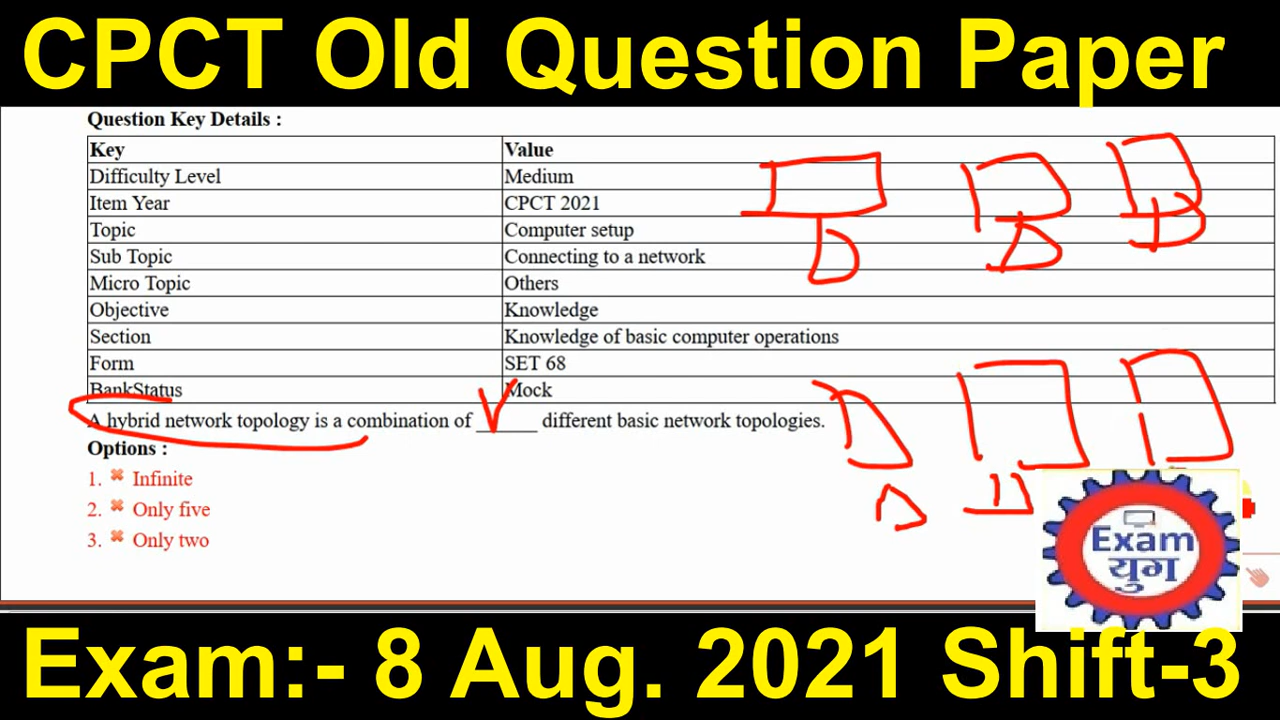 CPCT Old Question Paper
Question Key Details :
Key Value
Difficulty Level Medium
Item Year CPCT 2021
Topic Computer setup
Sub Topic Connecting to a network
Micro Topic Others
Objective Knowledge
Section Knowledge of basic computer operations
Form SET 68
BankStatus Mock
A hybrid network topology is a combination of ______ different basic network topologies.
Options :
1. ✖ Infinite
2. ✖ Only five
3. ✖ Only two
Exam
युग
Exam:- 8 Aug. 2021 Shift-3